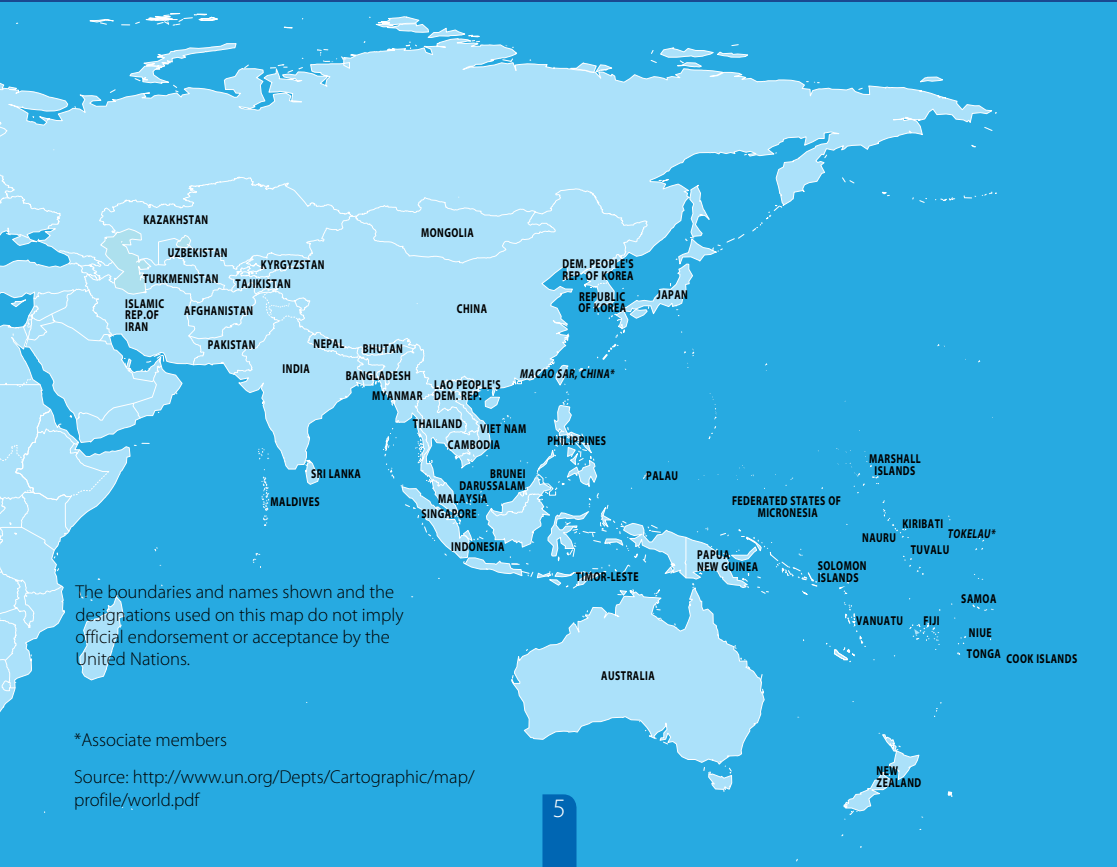 KAZAKHSTAN
MONGOLIA
UZBEKISTAN
KYRGYZSTAN
DEM. PEOPLE'S
REP. OF KOREA
TURKMENISTAN
TAJIKISTAN
ISLAMIC
REP.OF
IRAN
AFGHANISTAN
CHINA
REPUBLIC
OF KOREA
JAPAN
PAKISTAN
NEPAL
BHUTAN
INDIA
BANGLADESH
MACAO SAR, CHINA*
MYANMAR
LAO PEOPLE'S
DEM. REP.
THAILAND
VIET NAM
CAMBODIA
PHILIPPINES
SRI LANKA
BRUNEI
DARUSSALAM
PALAU
MARSHALL
ISLANDS
MALDIVES
MALAYSIA
SINGAPORE
FEDERATED STATES OF
MICRONESIA
KIRIBATI
TOKELAU*
NAURU
TUVALU
INDONESIA
PAPUA
NEW GUINEA
SOLOMON
ISLANDS
TIMOR-LESTE
SAMOA
VANUATU
FIJI
NIUE
TONGA
COOK ISLANDS
AUSTRALIA
NEW
ZEALAND
The boundaries and names shown and the
designations used on this map do not imply
official endorsement or acceptance by the
United Nations.
*Associate members
Source: http://www.un.org/Depts/Cartographic/map/
profile/world.pdf
5